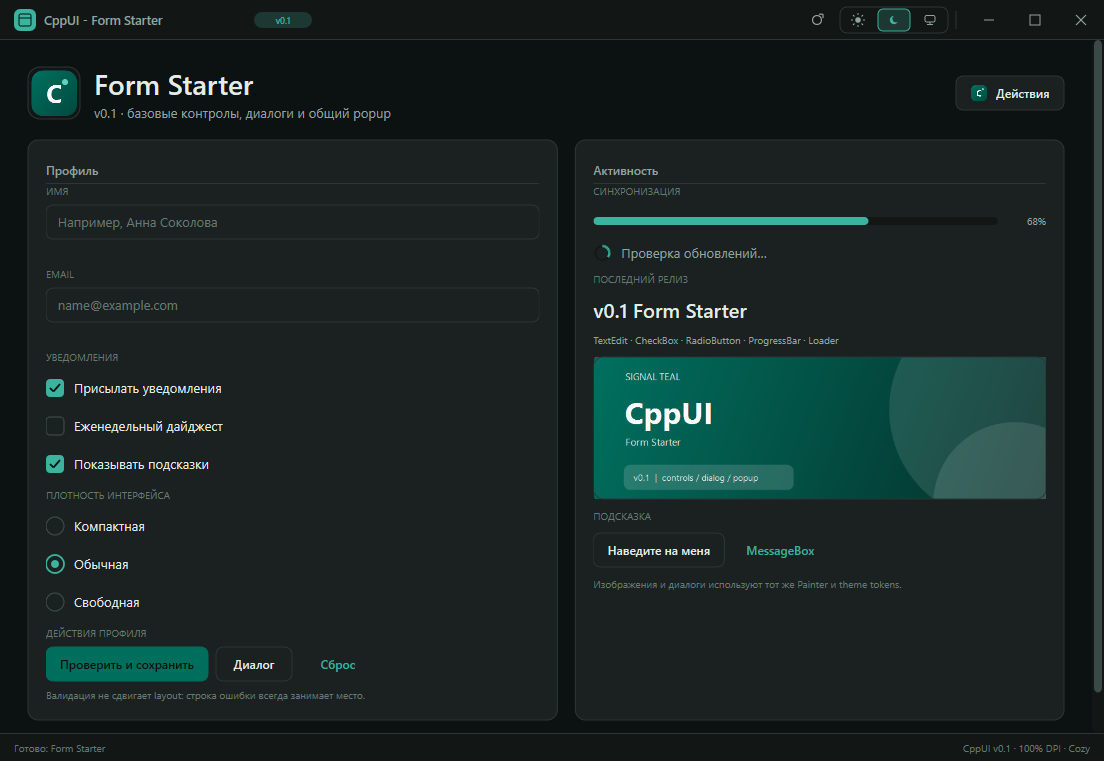 CppUI - Form Starter
v0.1
C
Form Starter
v0.1 · базовые контролы, диалоги и общий popup
C Действия
Профиль
ИМЯ
Например, Анна Соколова
EMAIL
name@example.com
УВЕДОМЛЕНИЯ
Присылать уведомления
Еженедельный дайджест
Показывать подсказки
ПЛОТНОСТЬ ИНТЕРФЕЙСА
Компактная
Обычная
Свободная
ДЕЙСТВИЯ ПРОФИЛЯ
Проверить и сохранить
Диалог
Сброс
Валидация не сдвигает layout: строка ошибки всегда занимает место.
Активность
СИНХРОНИЗАЦИЯ
68%
Проверка обновлений...
ПОСЛЕДНИЙ РЕЛИЗ
v0.1 Form Starter
TextEdit · CheckBox · RadioButton · ProgressBar · Loader
SIGNAL TEAL
CppUI
Form Starter
v0.1 | controls / dialog / popup
ПОДСКАЗКА
Наведите на меня
MessageBox
Изображения и диалоги используют тот же Painter и theme tokens.
Готово: Form Starter
CppUI v0.1 · 100% DPI · Cozy